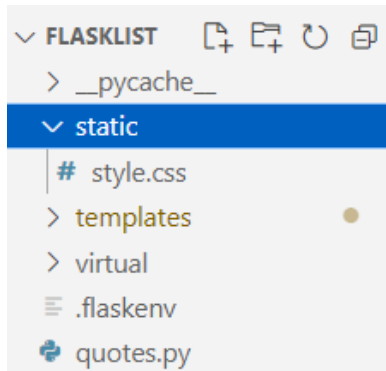 FLASKLIST
__pycache__
static
# style.css
templates
virtual
.flaskenv
quotes.py